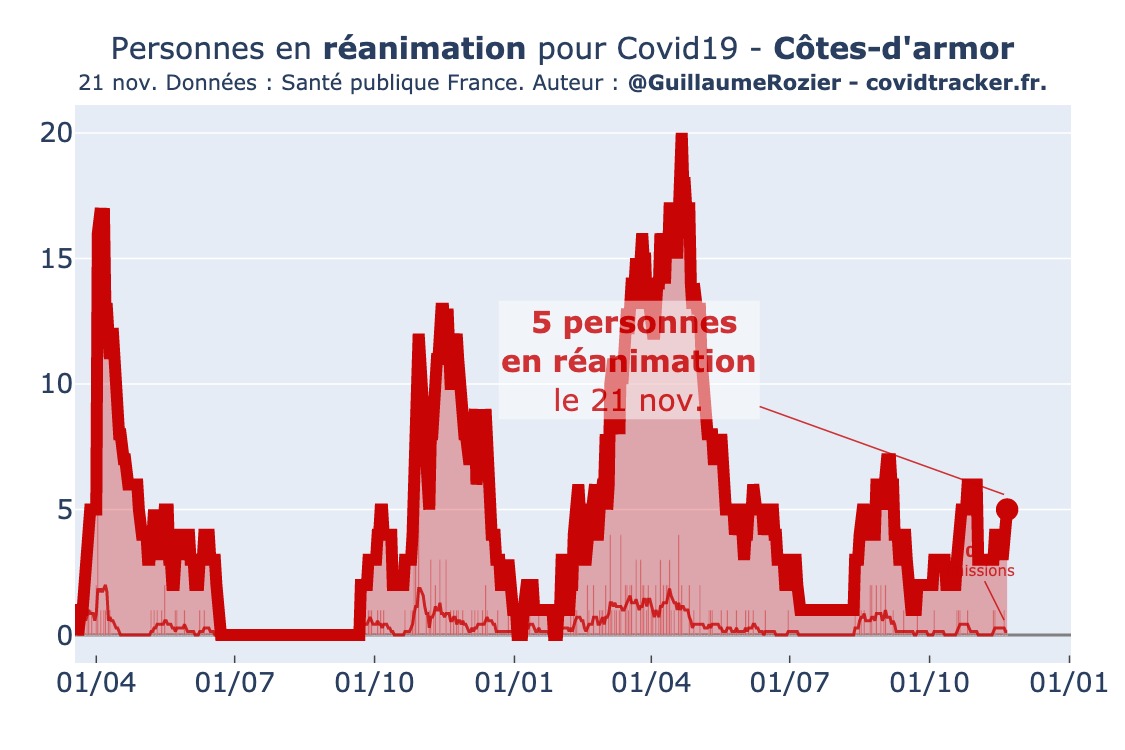 Personnes en réanimation pour Covid19 - Côtes-d'armor
21 nov. Données : Santé publique France. Auteur : @GuillaumeRozier - covidtracker.fr.
20
15
10
5
0
5 personnes
en réanimation
le 21 nov.
0
01/04
01/07
01/10
01/01
01/04
01/07
01/10
01/01